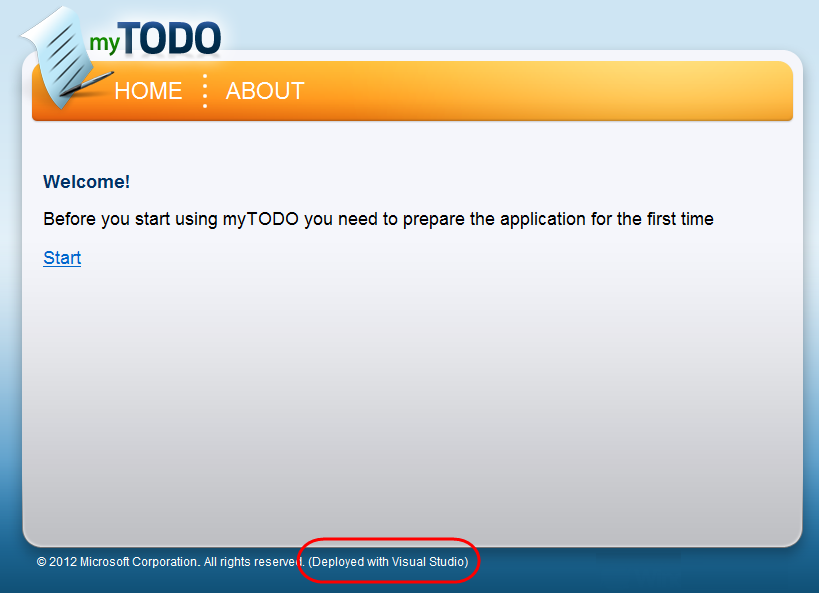 myTODO
HOME ABOUT
Welcome!
Before you start using myTODO you need to prepare the application for the first time
Start
© 2012 Microsoft Corporation. All rights reserved. (Deployed with Visual Studio)